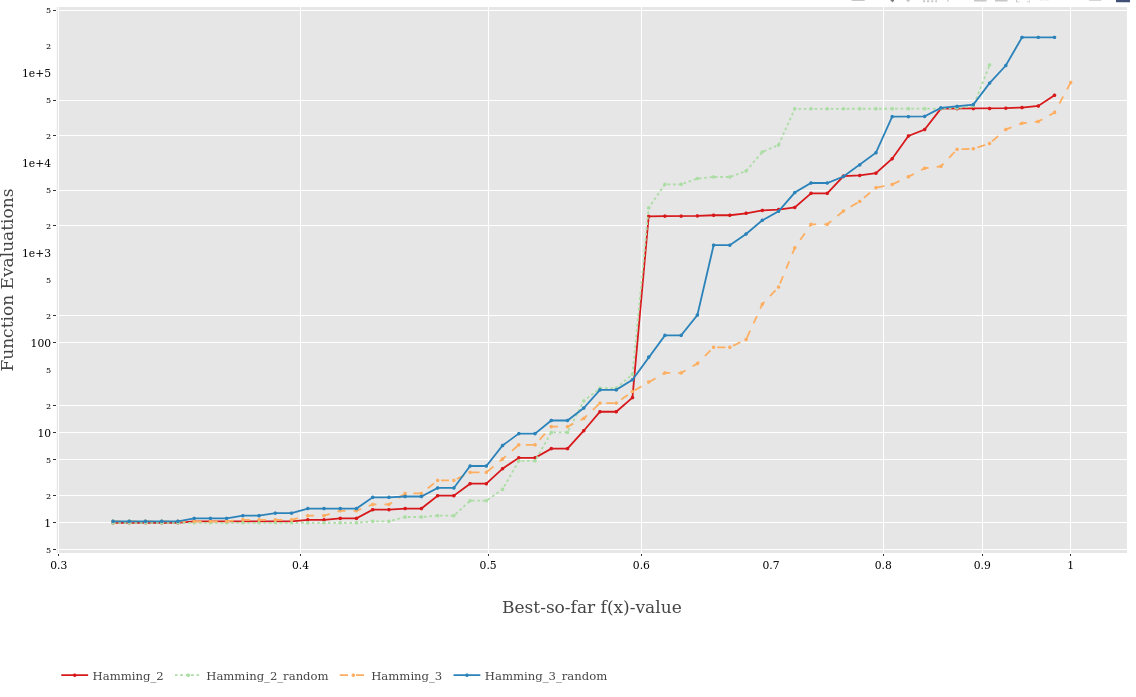 5
2
1e+5
5
2
1e+4
5
2
1e+3
5
2
100
5
2
10
5
2
1
5
Function Evaluations
0.3 0.4 0.5 0.6 0.7 0.8 0.9 1
Best-so-far f(x)-value
Hamming_2 Hamming_2_random Hamming_3 Hamming_3_random